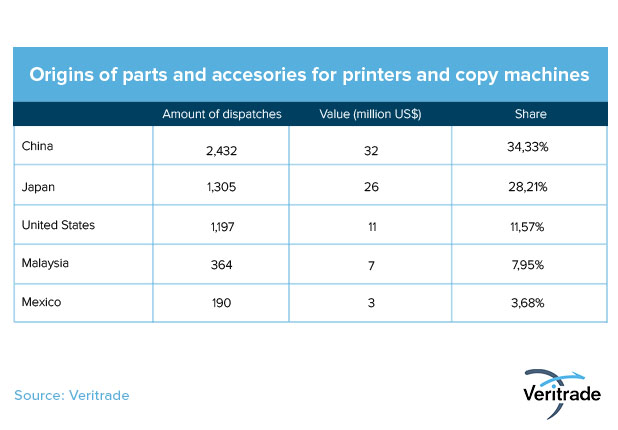 Origins of parts and accesories for printers and copy machines
Amount of dispatches Value (million US$) Share
China 2,432 32 34,33%
Japan 1,305 26 28,21%
United States 1,197 11 11,57%
Malaysia 364 7 7,95%
Mexico 190 3 3,68%
Source: Veritrade
Veritrade